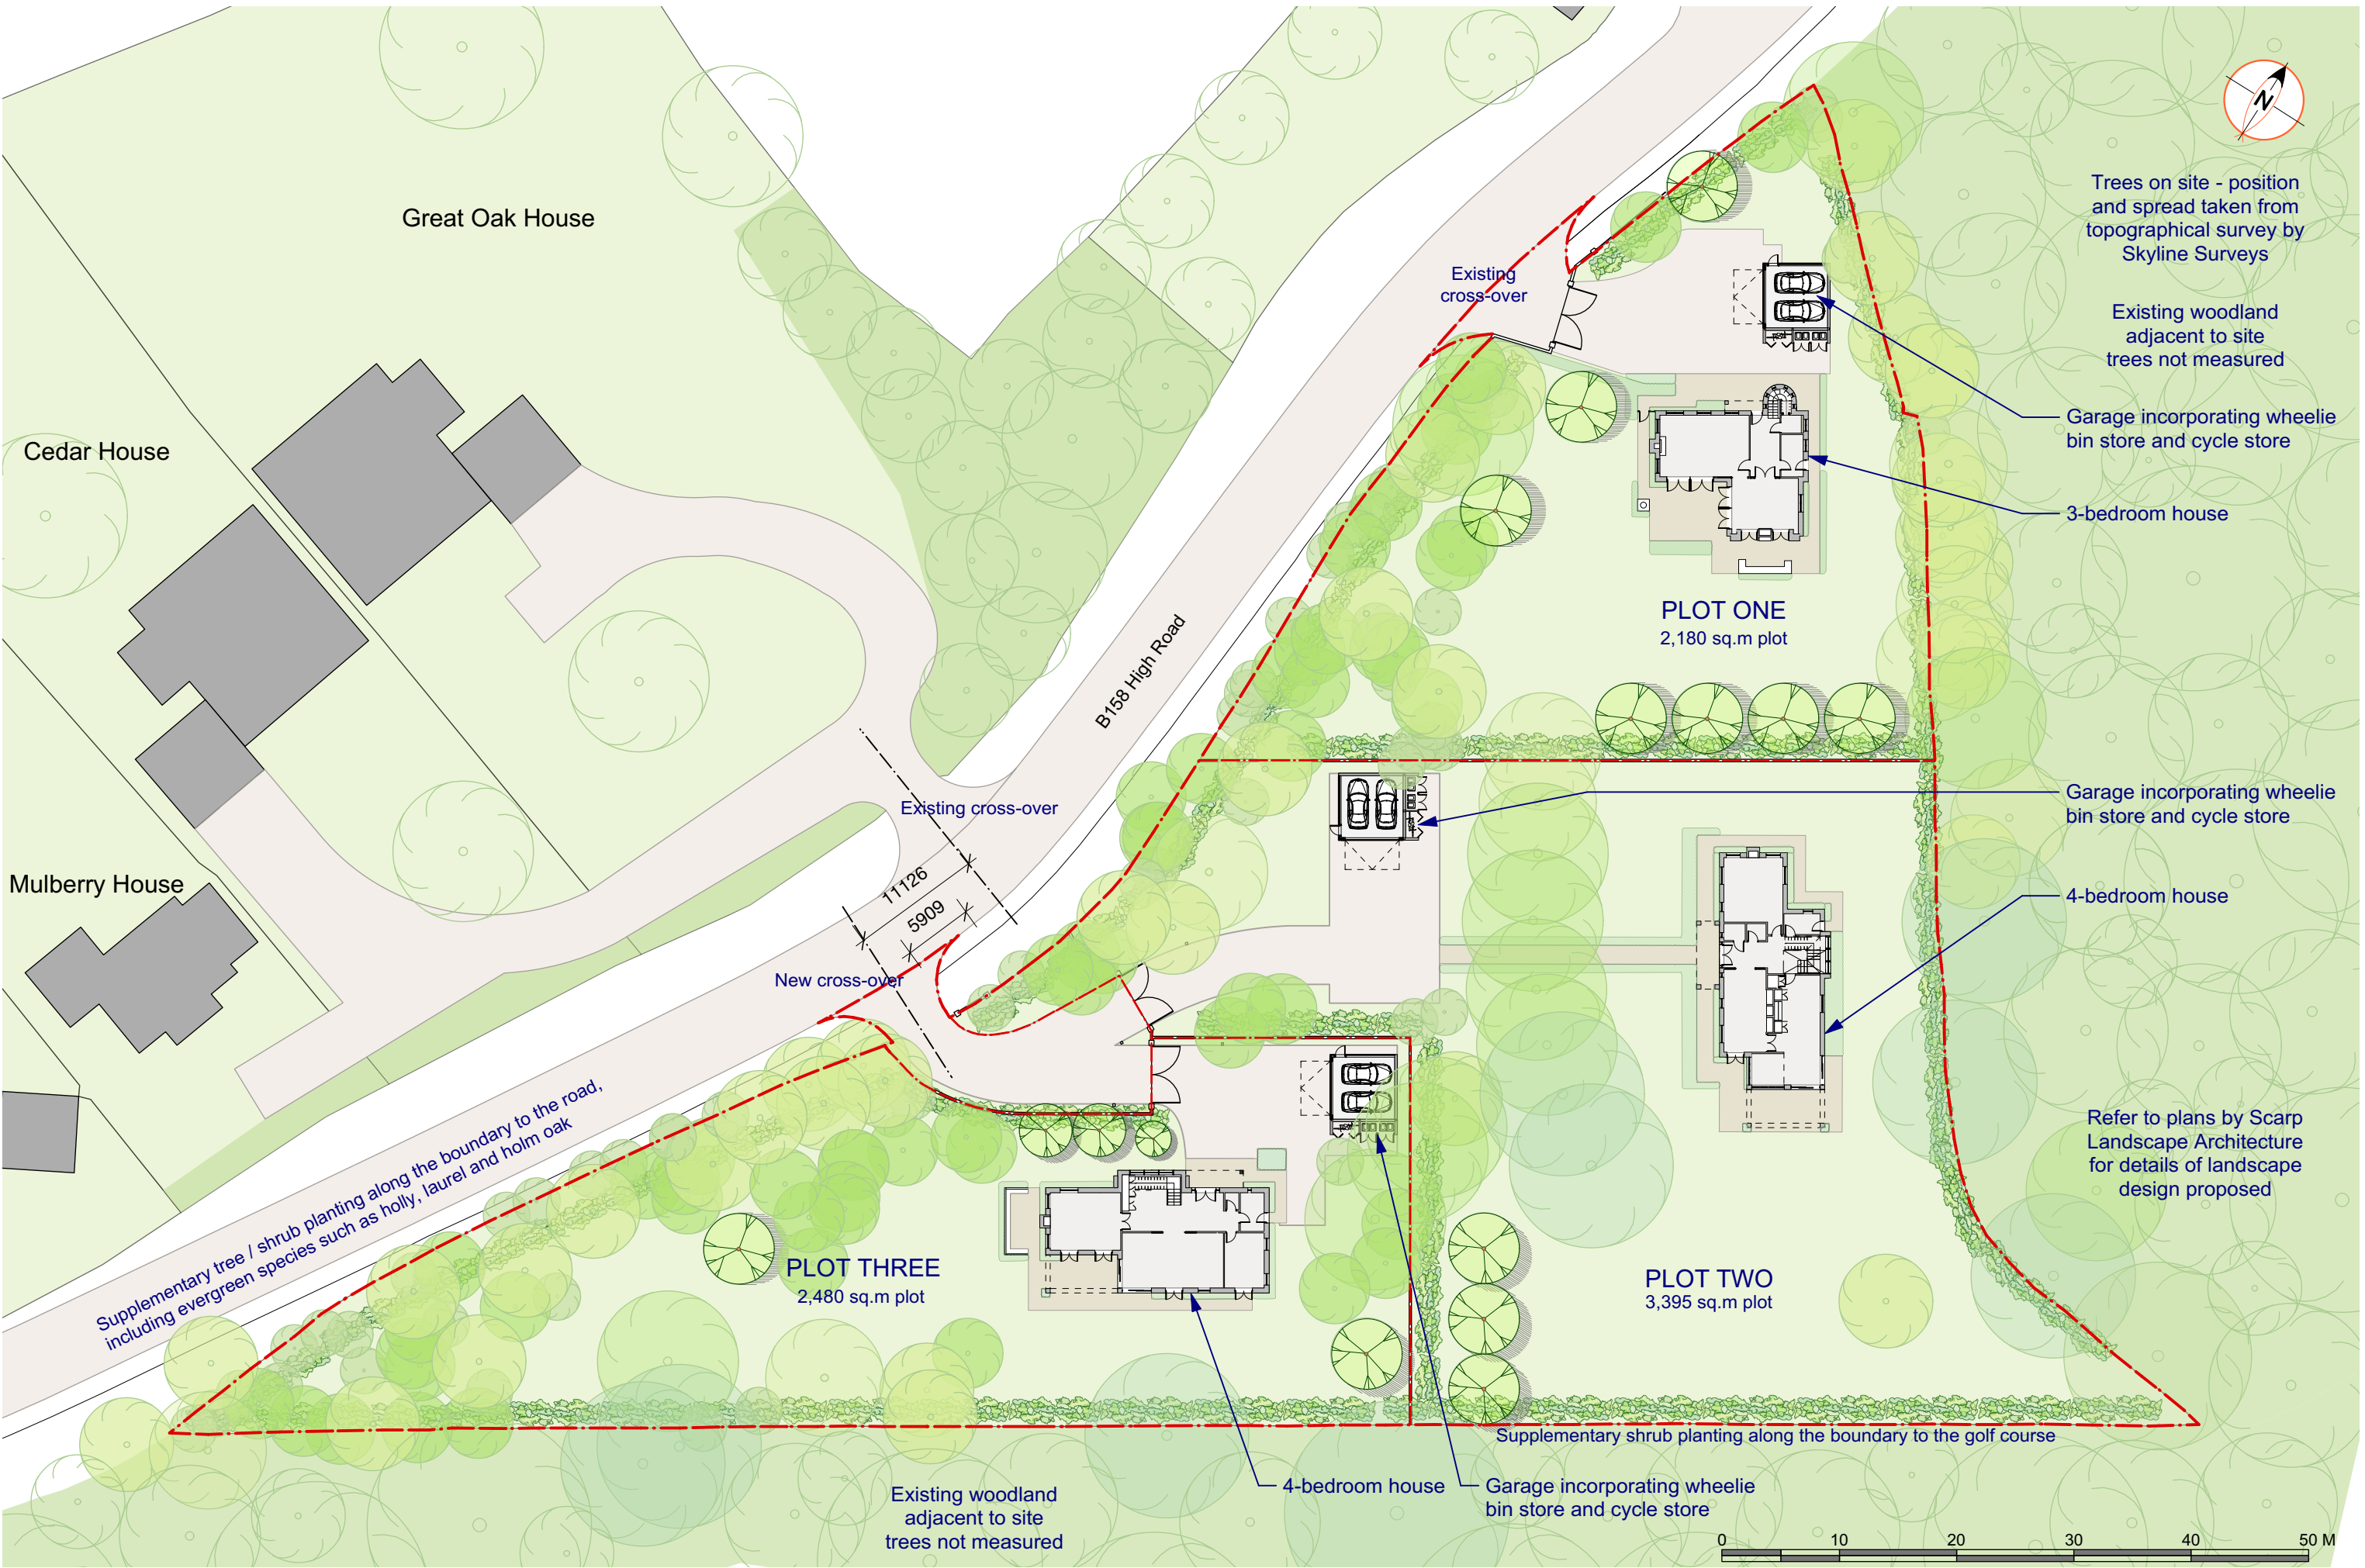 Great Oak House
N
Trees on site - position
and spread taken from
topographical survey by
Skyline Surveys
Existing
cross-over
Existing woodland
adjacent to site
trees not measured
Garage incorporating wheelie
bin store and cycle store
Cedar House
3-bedroom house
PLOT ONE
2,180 sq.m plot
B158 High Road
Garage incorporating wheelie
bin store and cycle store
Existing cross-over
Mulberry House
11126
5909
4-bedroom house
New cross-over
Supplementary tree / shrub planting along the boundary to the road,
including evergreen species such as holly, laurel and holm oak
Refer to plans by Scarp
Landscape Architecture
for details of landscape
design proposed
PLOT THREE
2,480 sq.m plot
PLOT TWO
3,395 sq.m plot
Supplementary shrub planting along the boundary to the golf course
4-bedroom house
Garage incorporating wheelie
bin store and cycle store
Existing woodland
adjacent to site
trees not measured
0 10 20 30 40 50 M